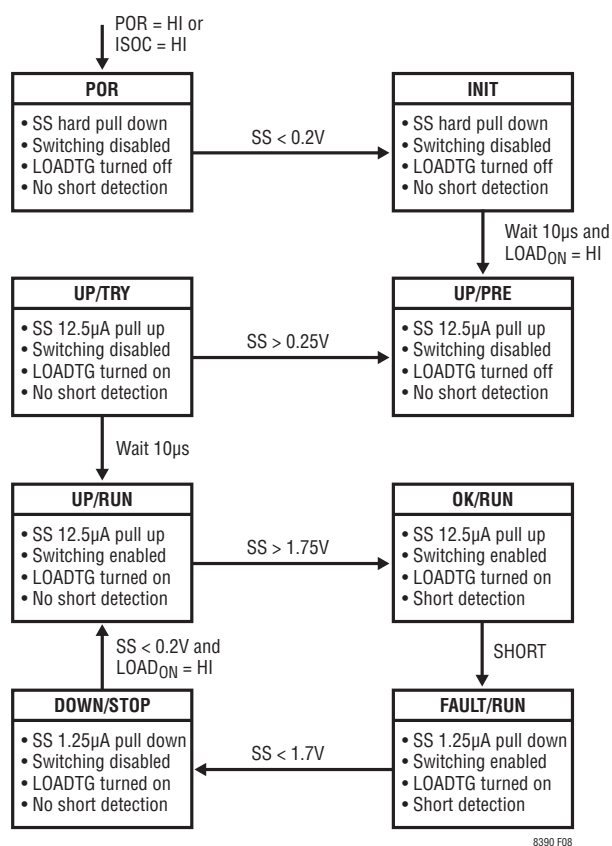 POR = HI or
ISOC = HI
POR
• SS hard pull down
• Switching disabled
• LOADTG turned off
• No short detection
SS < 0.2V
INIT
• SS hard pull down
• Switching disabled
• LOADTG turned off
• No short detection
Wait 10µs and
LOADON = HI
UP/TRY
• SS 12.5µA pull up
• Switching disabled
• LOADTG turned on
• No short detection
SS > 0.25V
UP/PRE
• SS 12.5µA pull up
• Switching disabled
• LOADTG turned off
• No short detection
Wait 10µs
UP/RUN
• SS 12.5µA pull up
• Switching enabled
• LOADTG turned on
• No short detection
SS > 1.75V
OK/RUN
• SS 12.5µA pull up
• Switching enabled
• LOADTG turned on
• Short detection
SS < 0.2V and
LOADON = HI
SHORT
DOWN/STOP
• SS 1.25µA pull down
• Switching disabled
• LOADTG turned on
• No short detection
SS < 1.7V
FAULT/RUN
• SS 1.25µA pull down
• Switching enabled
• LOADTG turned on
• Short detection
8390 F08